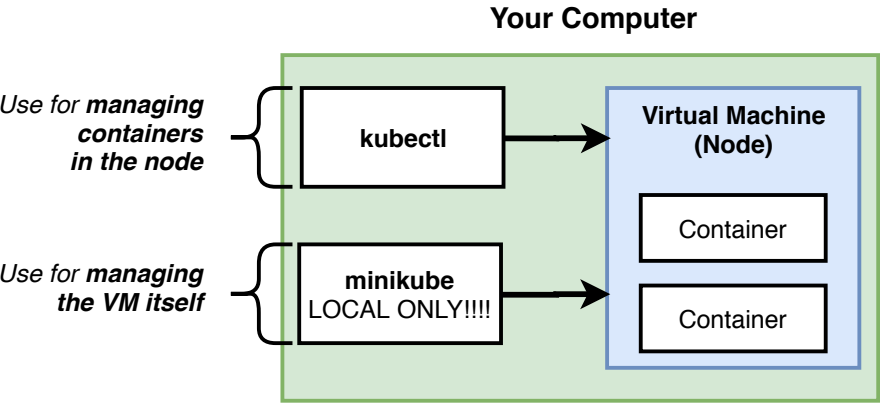 Your Computer
Use for managing
containers
in the node
kubectl
Virtual Machine
(Node)
Container
Use for managing
the VM itself
minikube
LOCAL ONLY!!!!
Container